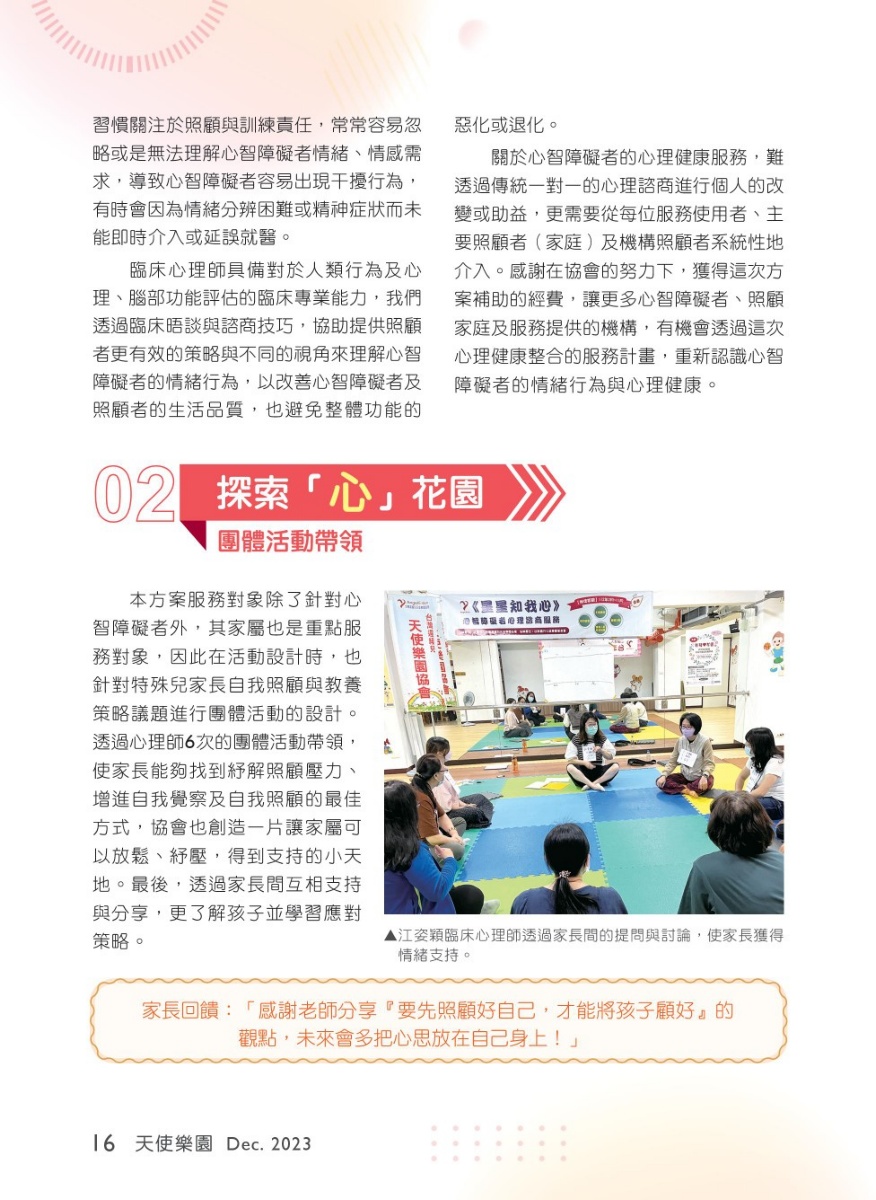 習慣關注於照顧與訓練責任，常常容易忽
略或是無法理解心智障礙者情緒、情感需
求，導致心智障礙者容易出現干擾行為，
有時會因為情緒分辨困難或精神症狀而未
能即時介入或延誤就醫。
臨床心理師具備對於人類行為及心
理、腦部功能評估的臨床專業能力，我們
透過臨床晤談與諮商技巧，協助提供照顧
者更有效的策略與不同的視角來理解心智
障礙者的情緒行為，以改善心智障礙者及
照顧者的生活品質，也避免整體功能的
惡化或退化。
關於心智障礙者的心理健康服務，難
透過傳統一對一的心理諮商進行個人的改
變或助益，更需要從每位服務使用者、主
要照顧者（家庭）及機構照顧者系統性地
介入。感謝在協會的努力下，獲得這次方
案補助的經費，讓更多心智障礙者、照顧
家庭及服務提供的機構，有機會透過這次
心理健康整合的服務計畫，重新認識心智
障礙者的情緒行為與心理健康。
02 探索「心」花園
團體活動帶領
本方案服務對象除了針對心
智障礙者外，其家屬也是重點服
務對象，因此在活動設計時，也
針對特殊兒家長自我照顧與教養
策略議題進行團體活動的設計。
透過心理師6次的團體活動帶領，
使家長能夠找到紓解照顧壓力、
增進自我覺察及自我照顧的最佳
方式，協會也創造一片讓家屬可
以放鬆、紓壓，得到支持的小天
地。最後，透過家長間互相支持
與分享，更了解孩子並學習應對
策略。
《星星知我心》
心智障礙者心理諮商服務
天使樂園協會
▲江姿穎臨床心理師透過家長間的提問與討論，使家長獲得
情緒支持。
家長回饋：「感謝老師分享『要先照顧好自己，才能將孩子顧好』的
觀點，未來會多把心思放在自己身上！」
16 天使樂園 Dec. 2023